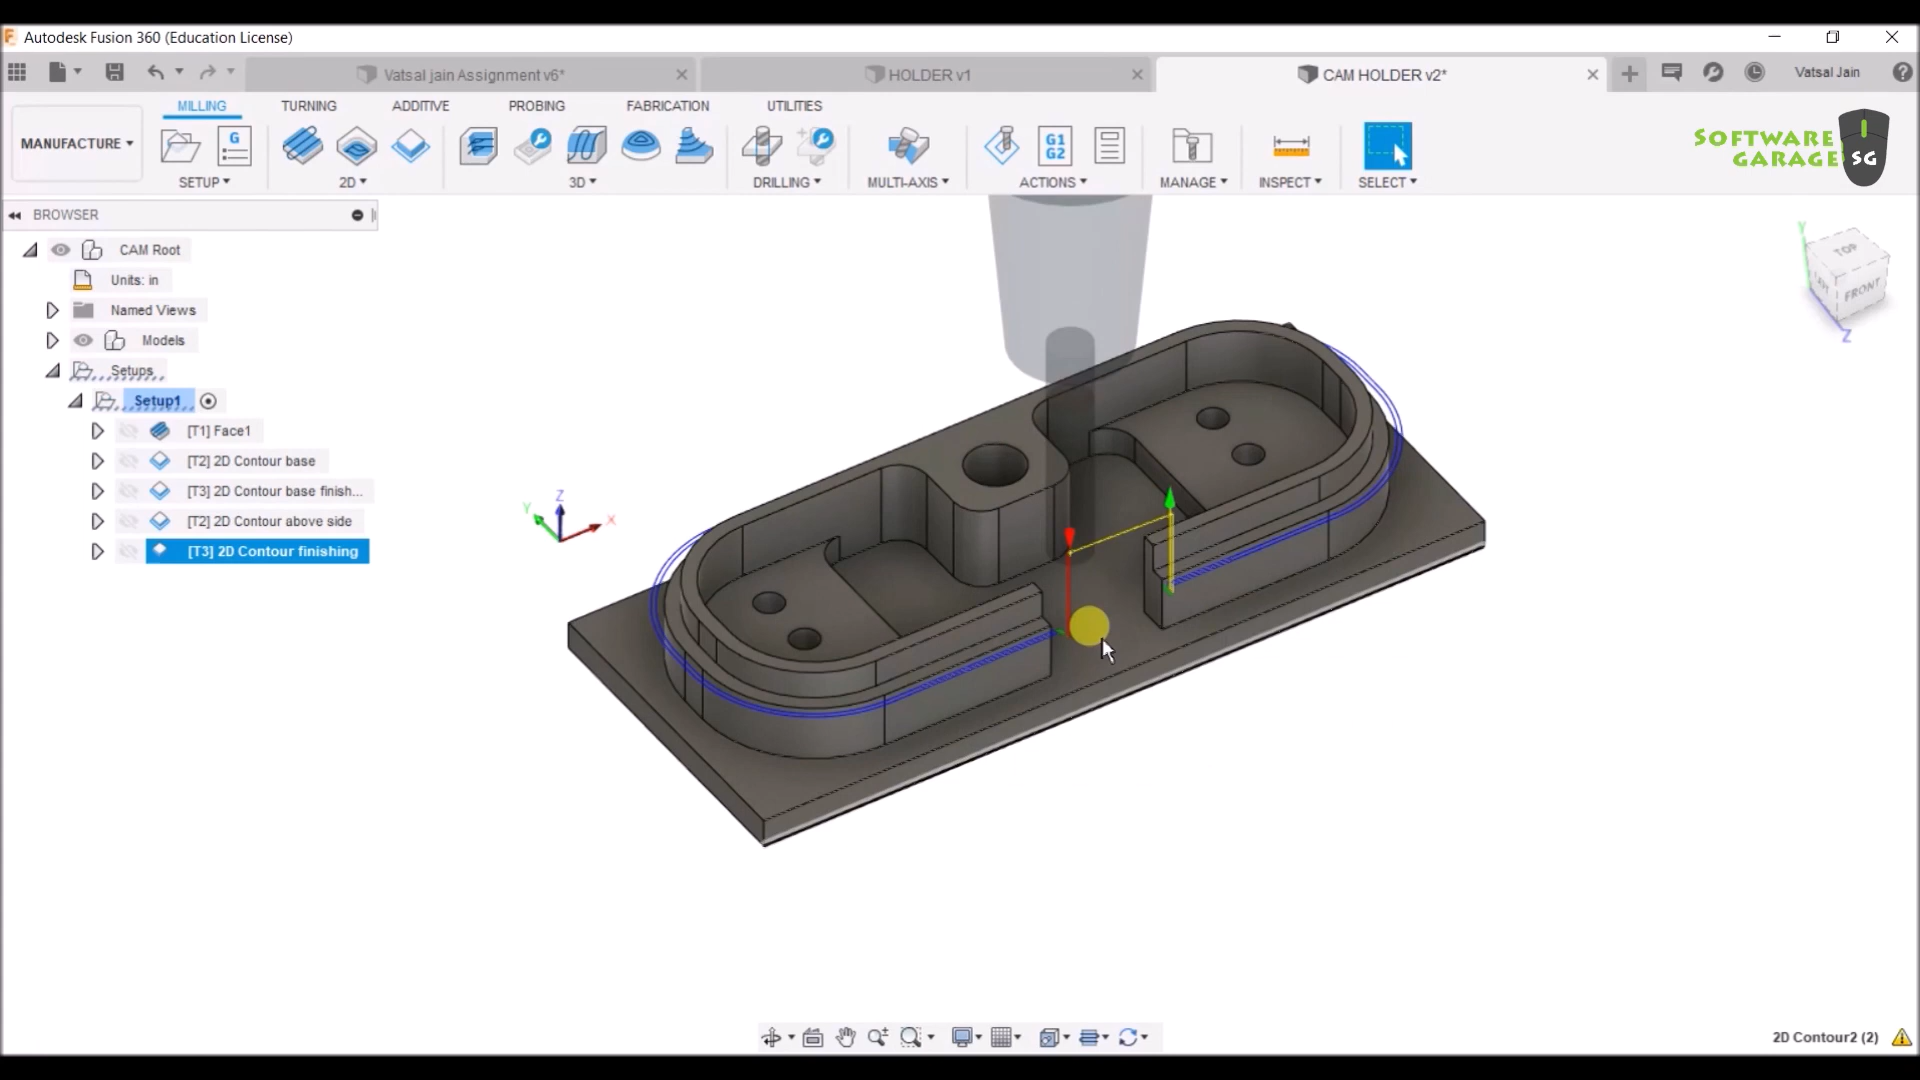 Autodesk Fusion 360 (Education License)
Vatsal jain Assignment v6*
HOLDER v1
CAM HOLDER v2*
Vatsal Jain
MILLING
TURNING
ADDITIVE
PROBING
FABRICATION
UTILITIES
MANUFACTURE
G
G1
G2
SETUP
2D
3D
DRILLING
MULTI-AXIS
ACTIONS
MANAGE
INSPECT
SELECT
SOFTWARE
GARAGE
SG
BROWSER
CAM Root
Units: in
Named Views
Models
Setups
Setup1
[T1] Face1
[T2] 2D Contour base
[T3] 2D Contour base finish...
[T2] 2D Contour above side
[T3] 2D Contour finishing
Z
Y
X
Y
TOP
LEFT
FRONT
Z
2D Contour2 (2)